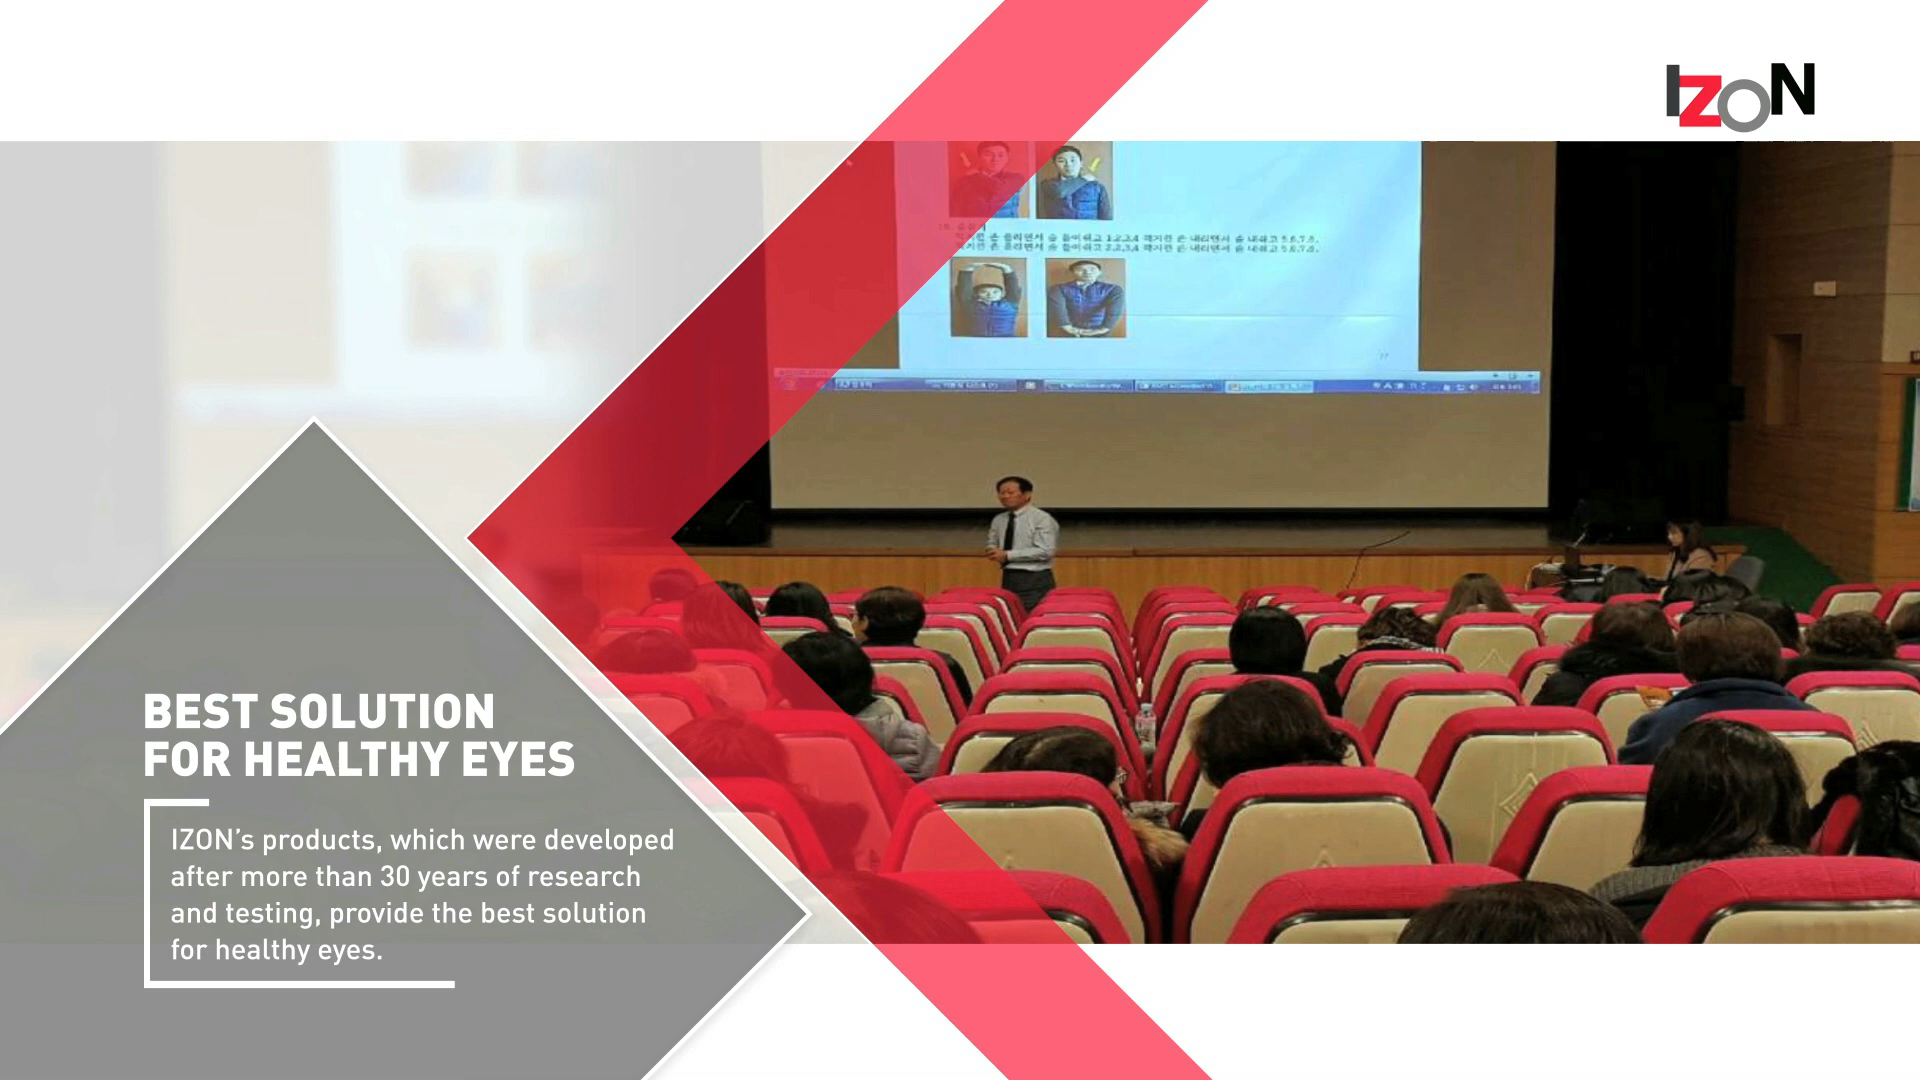 IZON
BEST SOLUTION
FOR HEALTHY EYES
IZON’s products, which were developed
after more than 30 years of research
and testing, provide the best solution
for healthy eyes.